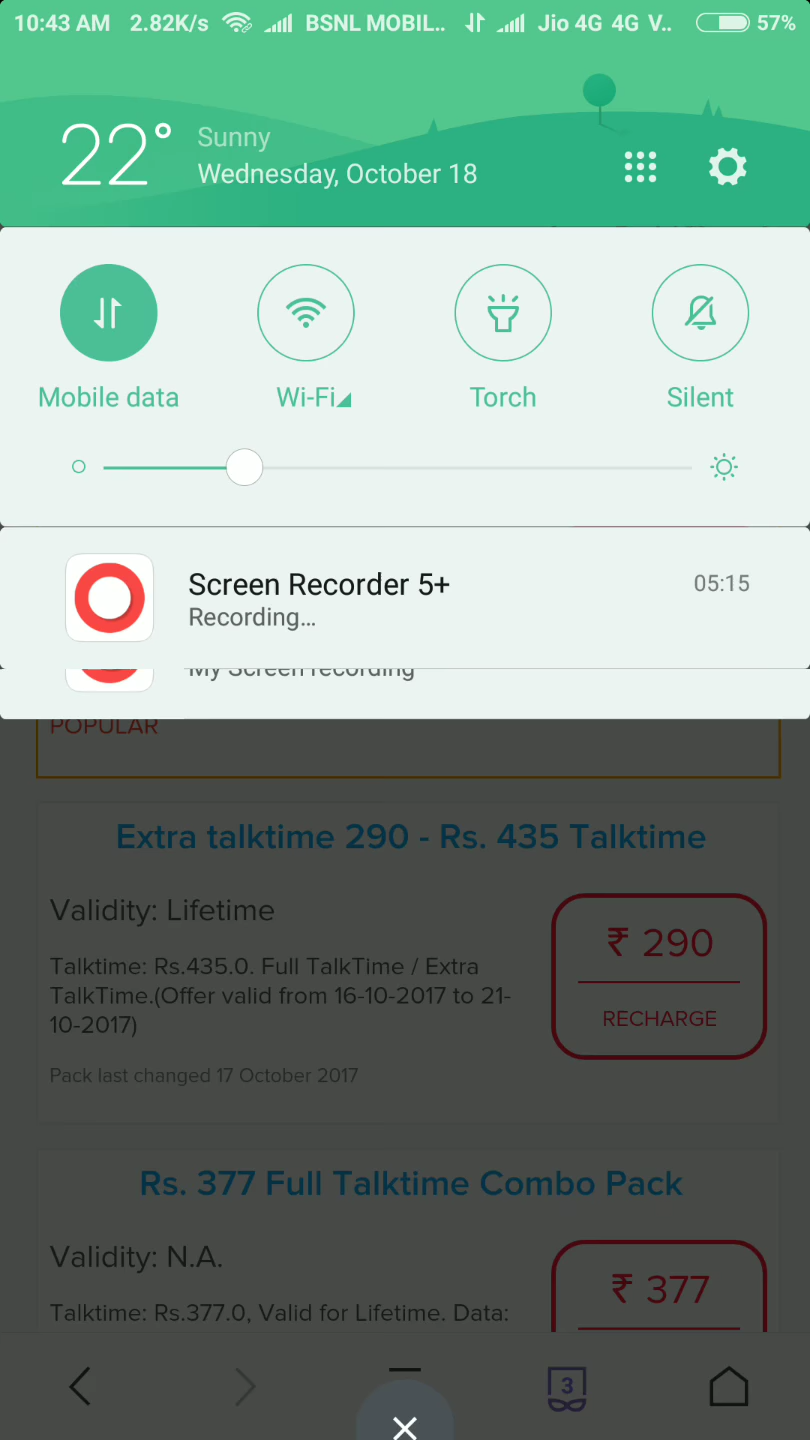 10:43 AM 2.82K/s BSNL MOBIL.. Jio 4G 4G V.. 57%
22° Sunny
Wednesday, October 18
Mobile data Wi-Fi Torch Silent
Screen Recorder 5+ 05:15
Recording...
My Screen recording
POPULAR
Extra talktime 290 - Rs. 435 Talktime
Validity: Lifetime
₹ 290
Talktime: Rs.435.0. Full TalkTime / Extra
TalkTime.(Offer valid from 16-10-2017 to 21-
10-2017)
RECHARGE
Pack last changed 17 October 2017
Rs. 377 Full Talktime Combo Pack
Validity: N.A.
₹ 377
Talktime: Rs.377.0, Valid for Lifetime. Data:
3